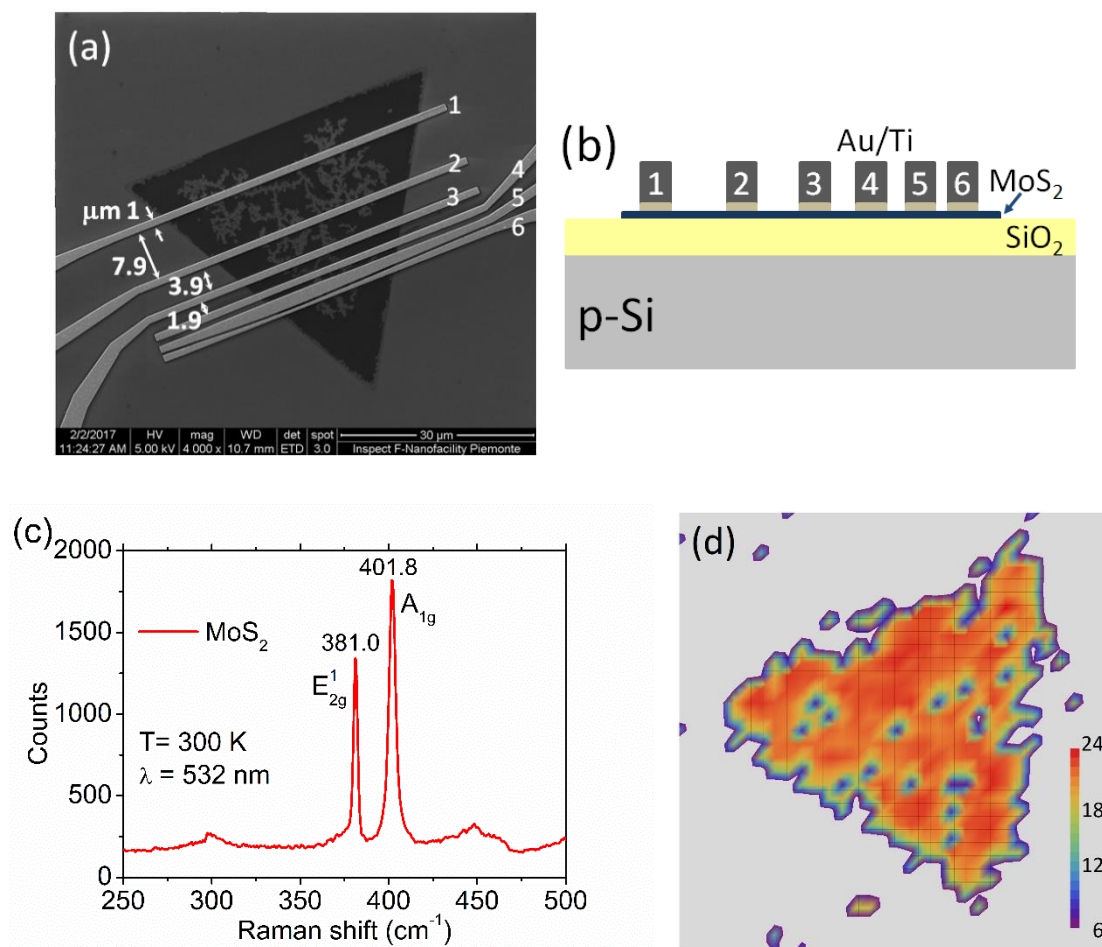 (a)
1
2
3
4
5
6
μm 1
7.9
3.9
1.9
2/2/2017 HV mag WD det spot 30 μm
11:24:27 AM 5.00 kV 4 000 x 10.7 mm ETD 3.0 Inspect F-Nanofacility Piemonte
(b)
Au/Ti
1 2 3 4 5 6
MoS₂
SiO₂
p-Si
(c)
2000
1500
1000
500
0
Counts
401.8
A₁g
MoS₂
381.0
E¹₂g
T= 300 K
λ = 532 nm
250 300 350 400 450 500
Raman shift (cm⁻¹)
(d)
24
18
12
6